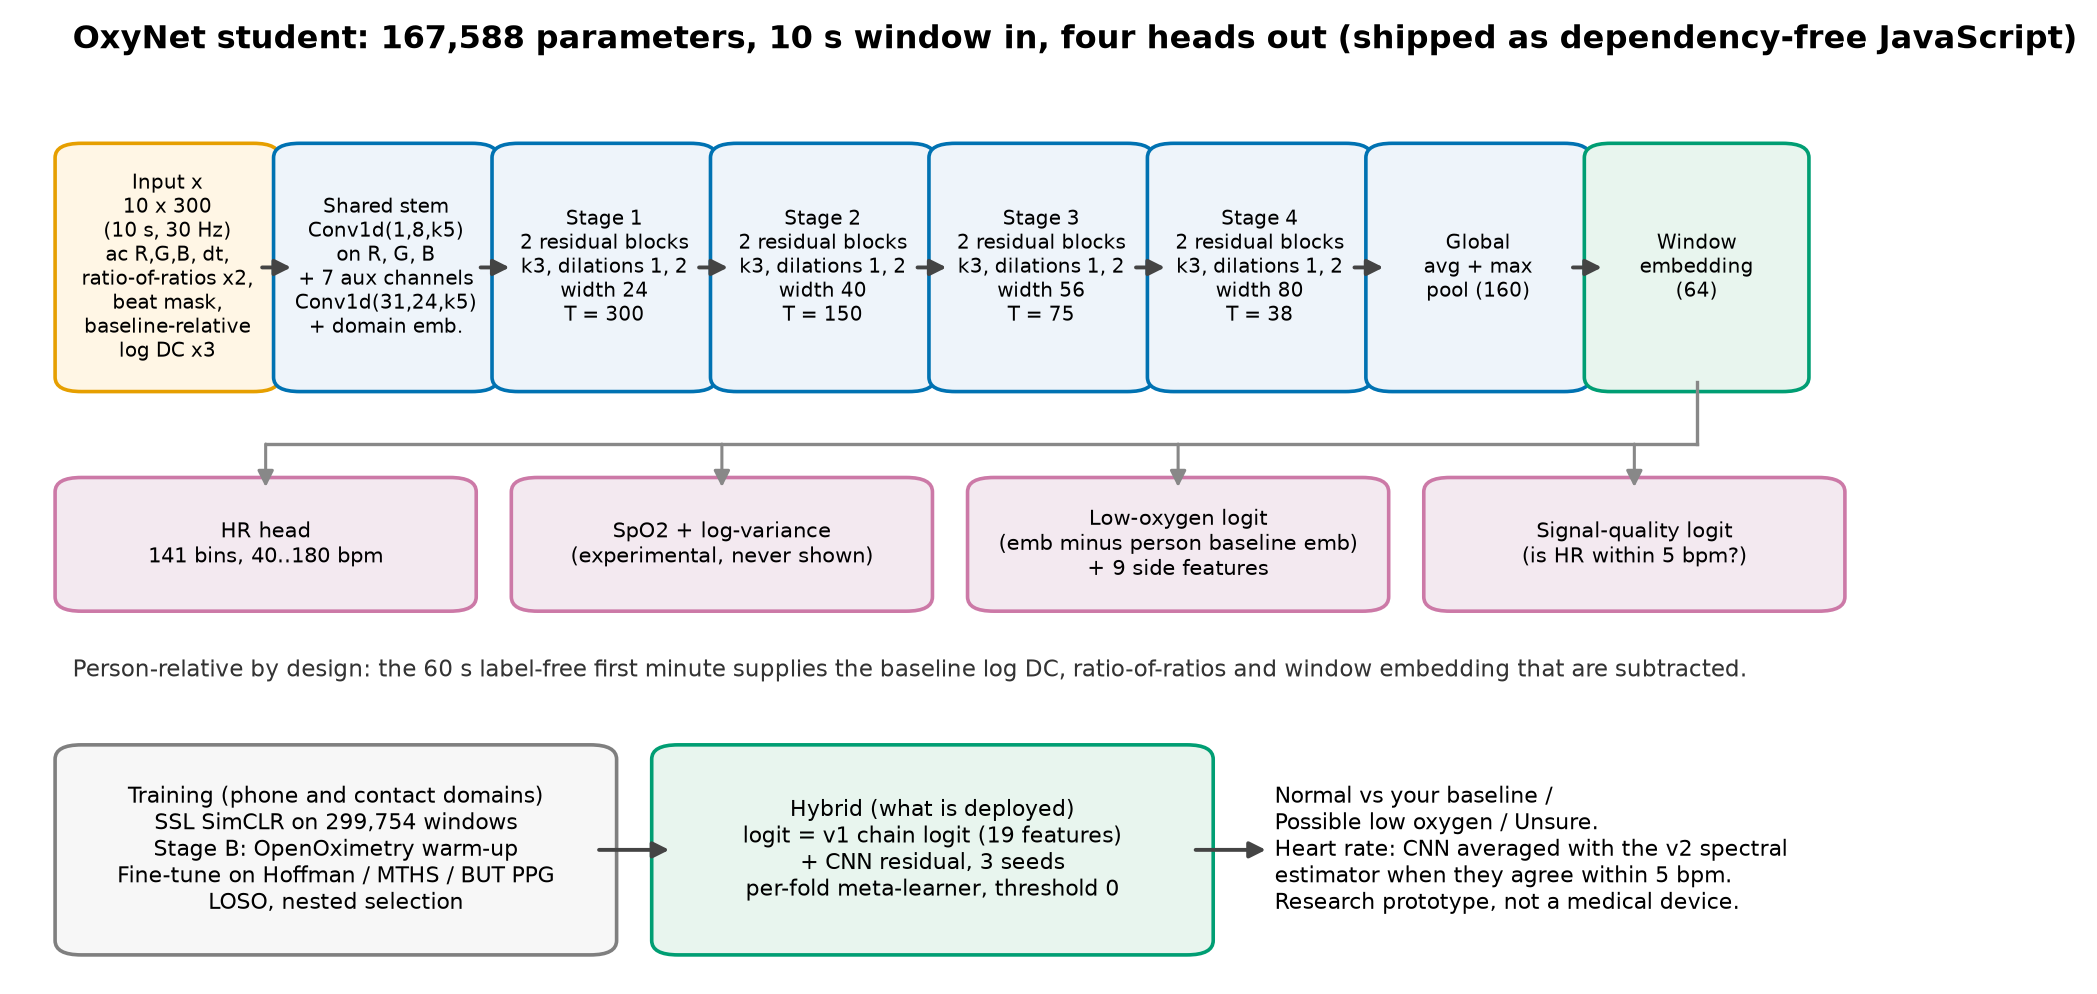 OxyNet student: 167,588 parameters, 10 s window in, four heads out (shipped as dependency-free JavaScript)
Input x
10 x 300
(10 s, 30 Hz)
ac R,G,B, dt,
ratio-of-ratios x2,
beat mask,
baseline-relative
log DC x3
Shared stem
Conv1d(1,8,k5)
on R, G, B
+ 7 aux channels
Conv1d(31,24,k5)
+ domain emb.
Stage 1
2 residual blocks
k3, dilations 1, 2
width 24
T = 300
Stage 2
2 residual blocks
k3, dilations 1, 2
width 40
T = 150
Stage 3
2 residual blocks
k3, dilations 1, 2
width 56
T = 75
Stage 4
2 residual blocks
k3, dilations 1, 2
width 80
T = 38
Global
avg + max
pool (160)
Window
embedding
(64)
HR head
141 bins, 40..180 bpm
SpO2 + log-variance
(experimental, never shown)
Low-oxygen logit
(emb minus person baseline emb)
+ 9 side features
Signal-quality logit
(is HR within 5 bpm?)
Person-relative by design: the 60 s label-free first minute supplies the baseline log DC, ratio-of-ratios and window embedding that are subtracted.
Training (phone and contact domains)
SSL SimCLR on 299,754 windows
Stage B: OpenOximetry warm-up
Fine-tune on Hoffman / MTHS / BUT PPG
LOSO, nested selection
Hybrid (what is deployed)
logit = v1 chain logit (19 features)
+ CNN residual, 3 seeds
per-fold meta-learner, threshold 0
Normal vs your baseline /
Possible low oxygen / Unsure.
Heart rate: CNN averaged with the v2 spectral
estimator when they agree within 5 bpm.
Research prototype, not a medical device.